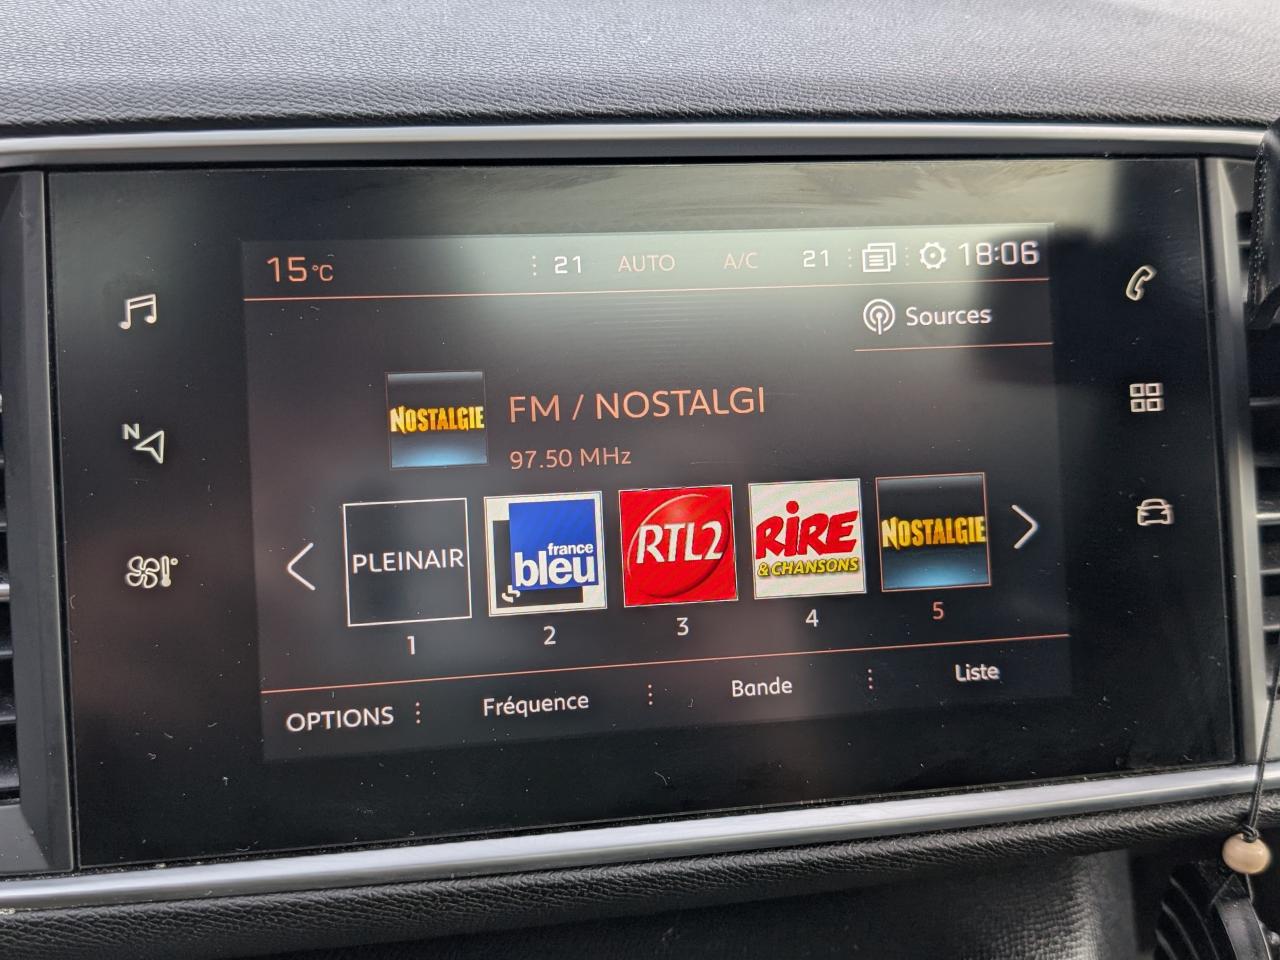 15°C
21
AUTO
A/C
21
18:06
Sources
NOSTALGIE
FM / NOSTALGI
97.50 MHz
N
PLEINAIR
france
bleu
RTL2
RIRE
& CHANSONS
NOSTALGIE
1
2
3
4
5
OPTIONS
Fréquence
Bande
Liste